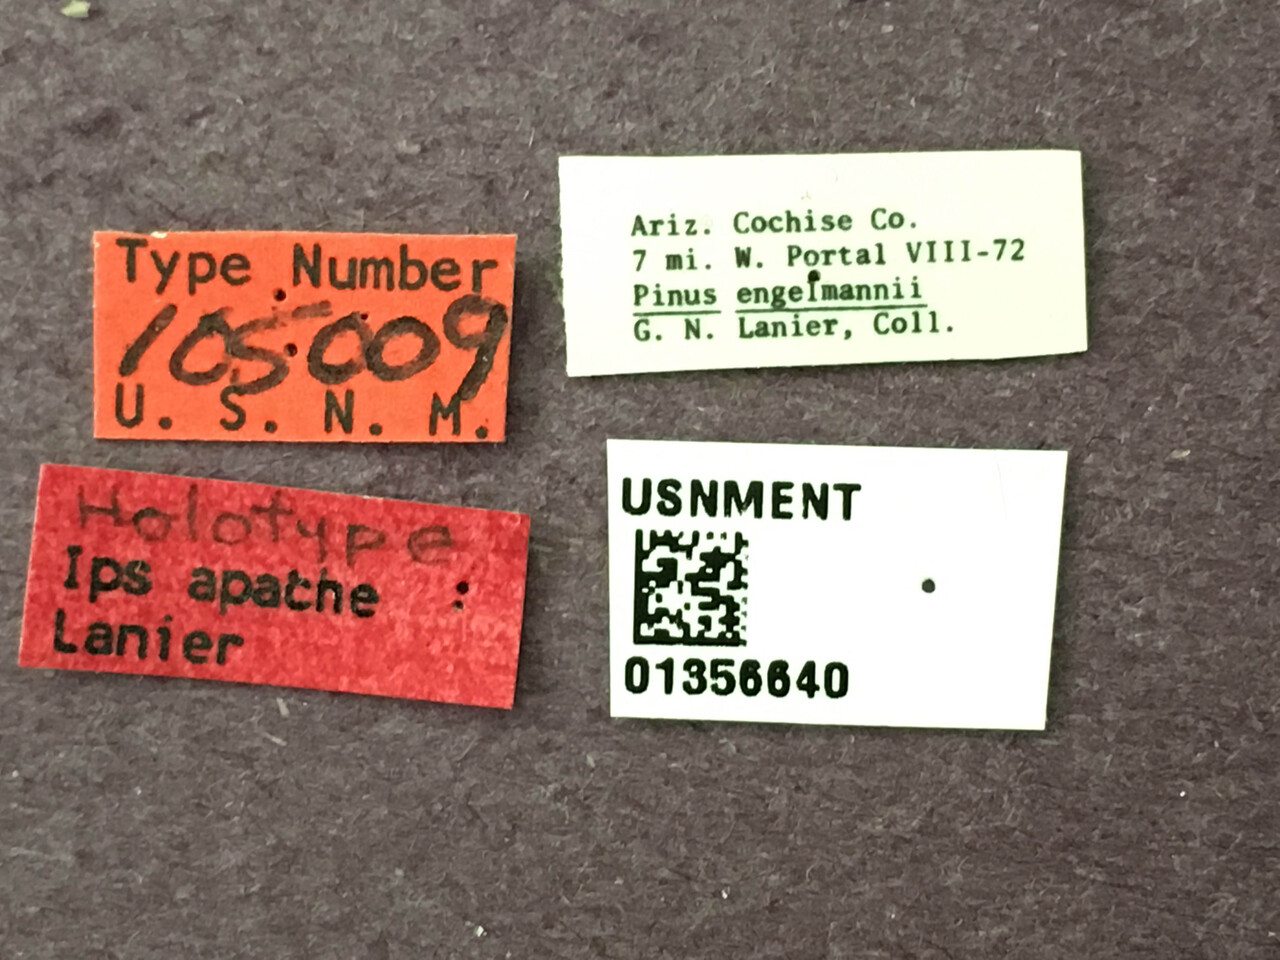 Type Number
105009
U. S. N. M.
Ariz. Cochise Co.
7 mi. W. Portal VIII-72
Pinus engelmannii
G. N. Lanier, Coll.
Holotype
Ips apache
Lanier
USNMENT
01356640